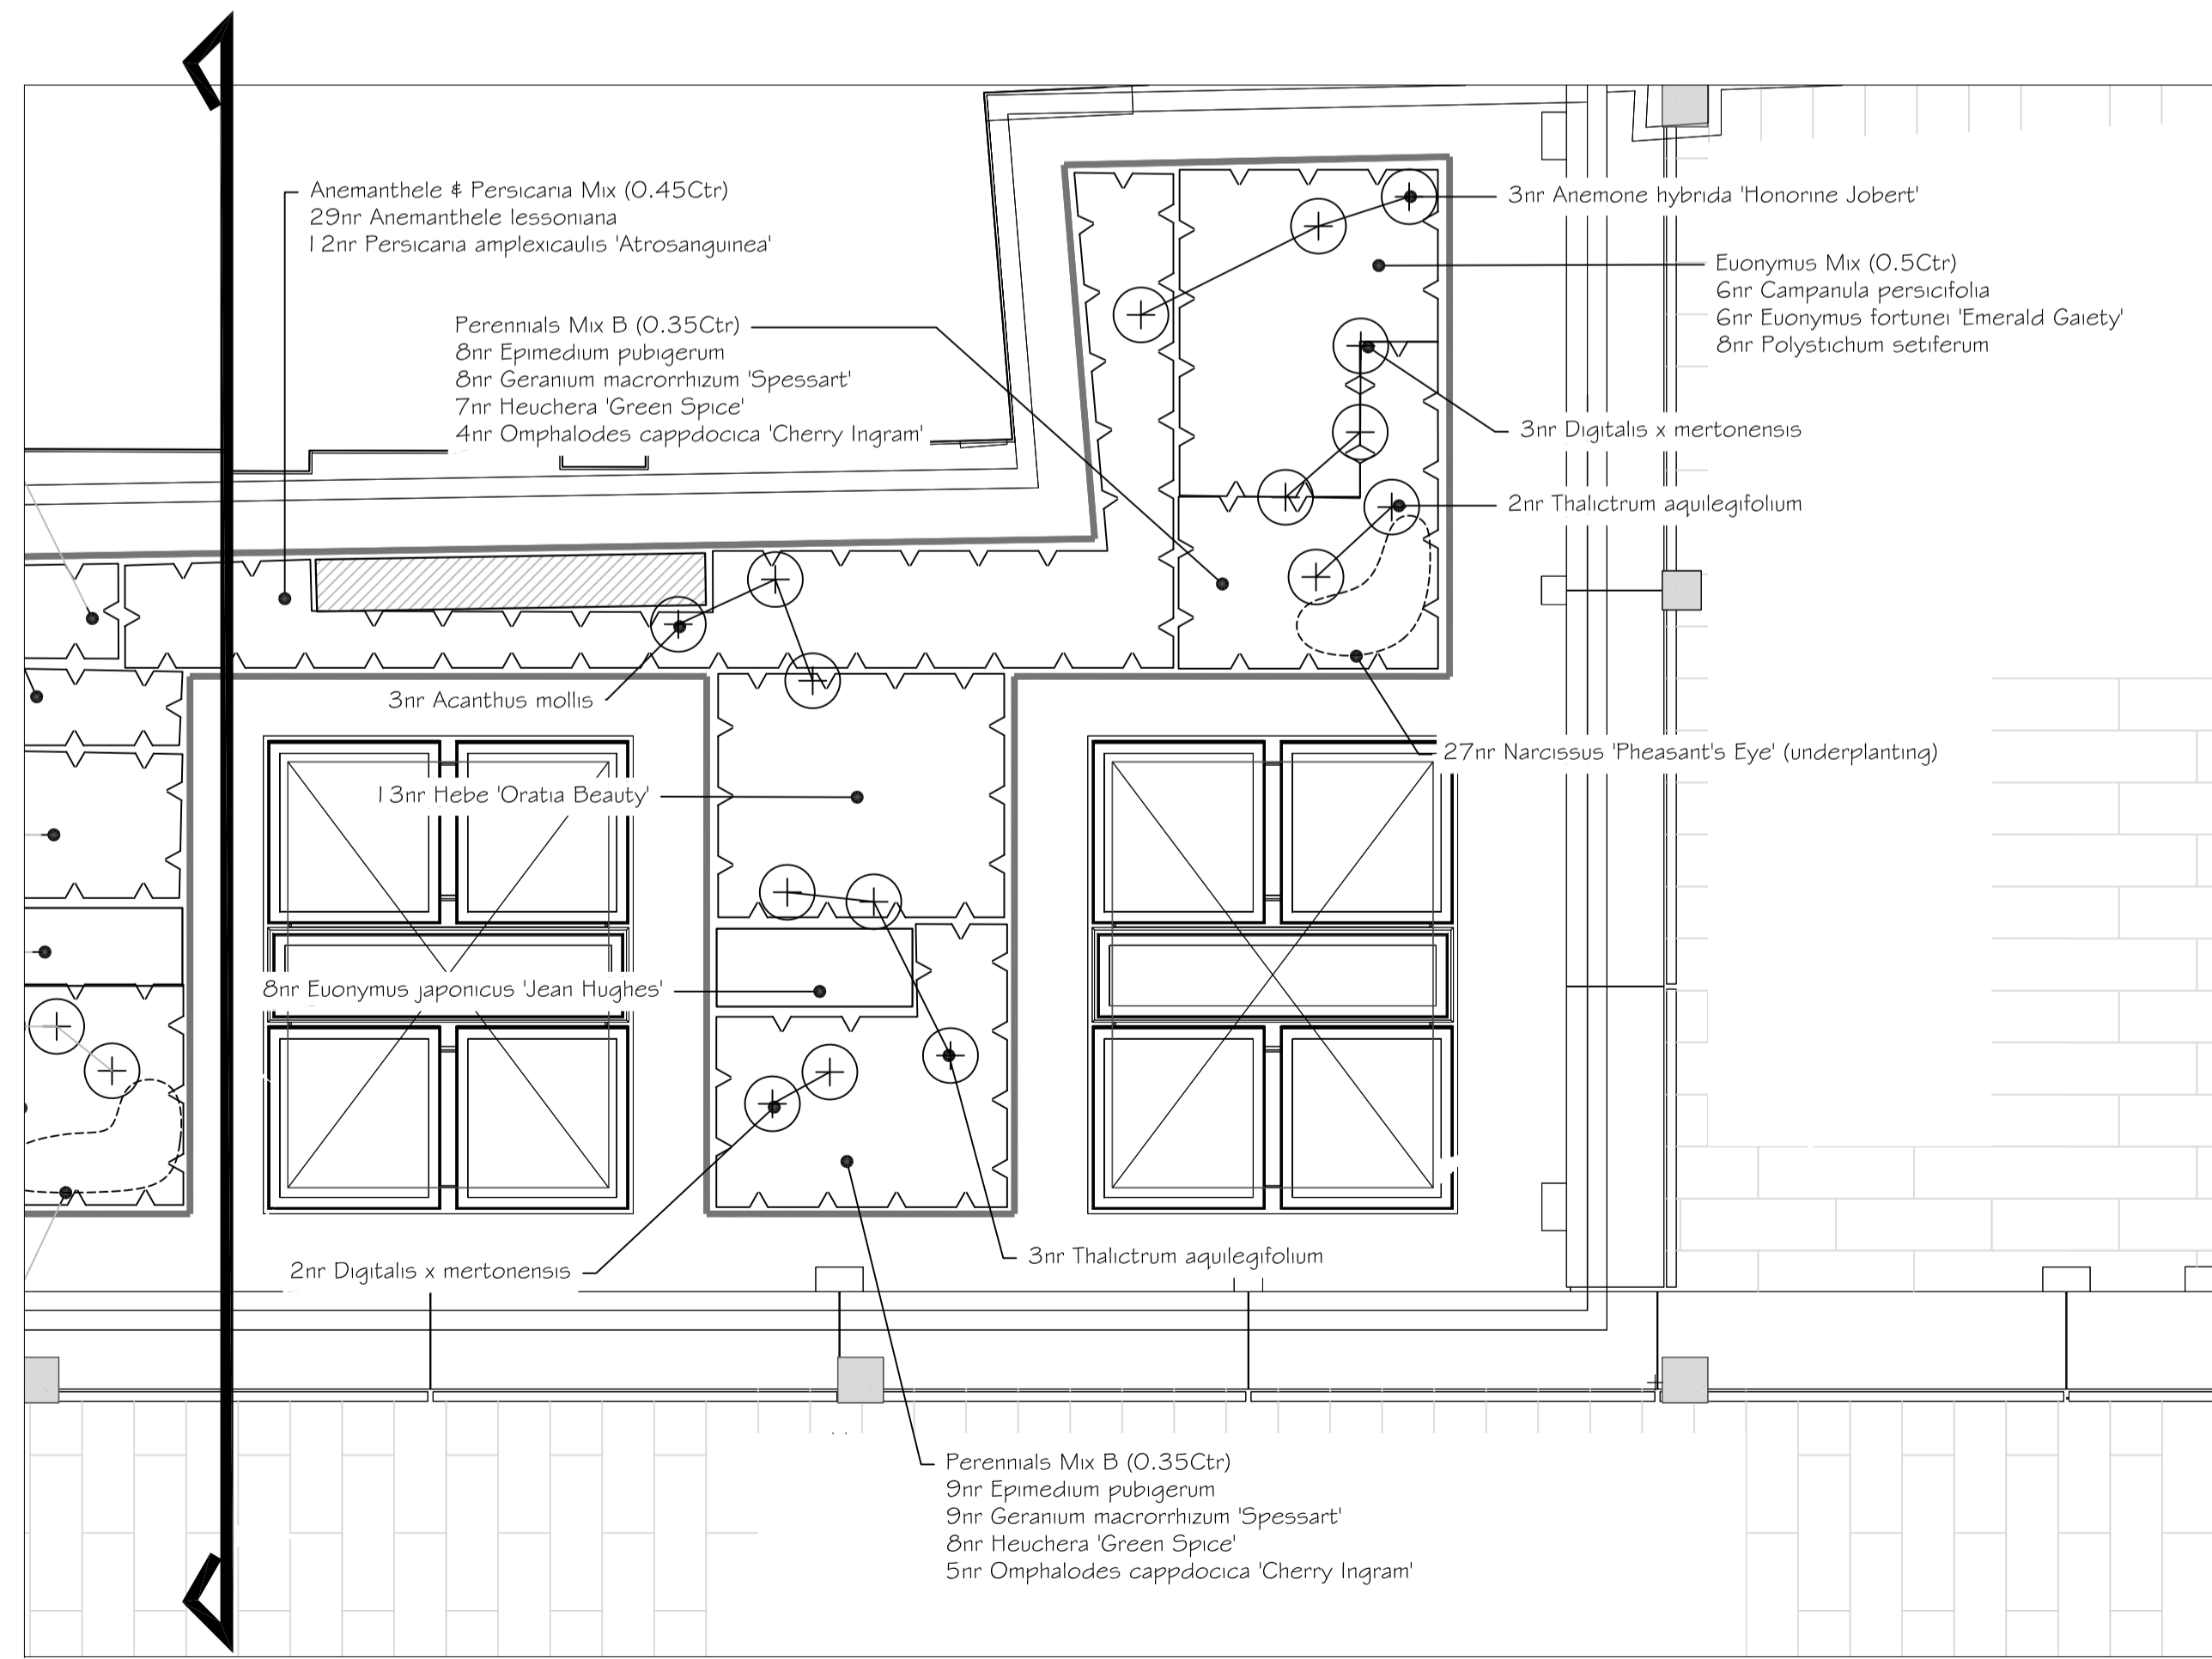 Anemanthele & Persicaria Mix (0.45Ctr)
29nr Anemanthele lessoniana
12nr Persicaria amplexicaulis 'Atrosanguinea'
Perennials Mix B (0.35Ctr)
8nr Epimedium pubigerum
8nr Geranium macrorrhizum 'Spessart'
7nr Heuchera 'Green Spice'
4nr Omphalodes cappdocica 'Cherry Ingram'
3nr Anemone hybrida 'Honorine Jobert'
Euonymus Mix (0.5Ctr)
6nr Campanula persicifolia
6nr Euonymus fortunei 'Emerald Gaiety'
8nr Polystichum setiferum
3nr Digitalis x mertonensis
2nr Thalictrum aquilegifolium
3nr Acanthus mollis
27nr Narcissus 'Pheasant's Eye' (underplanting)
13nr Hebe 'Oratia Beauty'
8nr Euonymus japonicus 'Jean Hughes'
2nr Digitalis x mertonensis
3nr Thalictrum aquilegifolium
Perennials Mix B (0.35Ctr)
9nr Epimedium pubigerum
9nr Geranium macrorrhizum 'Spessart'
8nr Heuchera 'Green Spice'
5nr Omphalodes cappdocica 'Cherry Ingram'